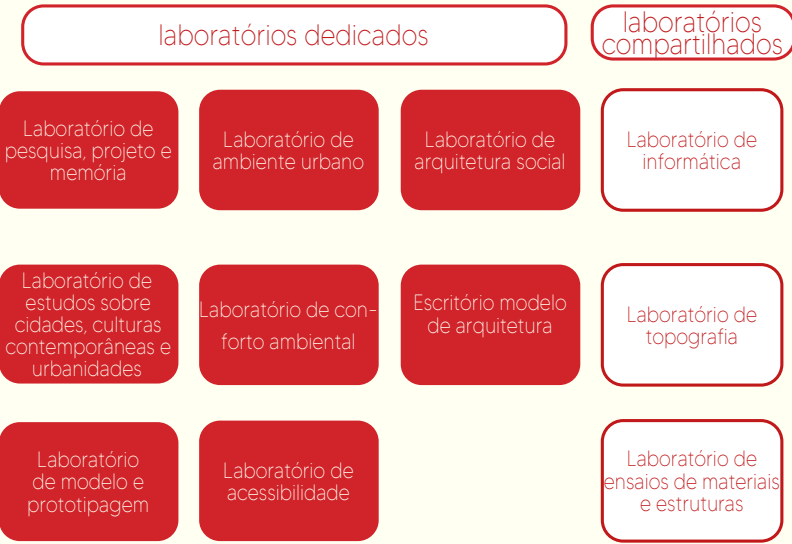 laboratórios dedicados
laboratórios
compartilhados
Laboratório de
pesquisa, projeto e
memória
Laboratório de
ambiente urbano
Laboratório de
arquitetura social
Laboratório de
informática
Laboratório de
estudos sobre
cidades, culturas
contemporâneas e
urbanidades
Laboratório de con-
forto ambiental
Escritório modelo
de arquitetura
Laboratório de
topografia
Laboratório
de modelo e
prototipagem
Laboratório de
acessibilidade
Laboratório de
ensaios de materiais
e estruturas